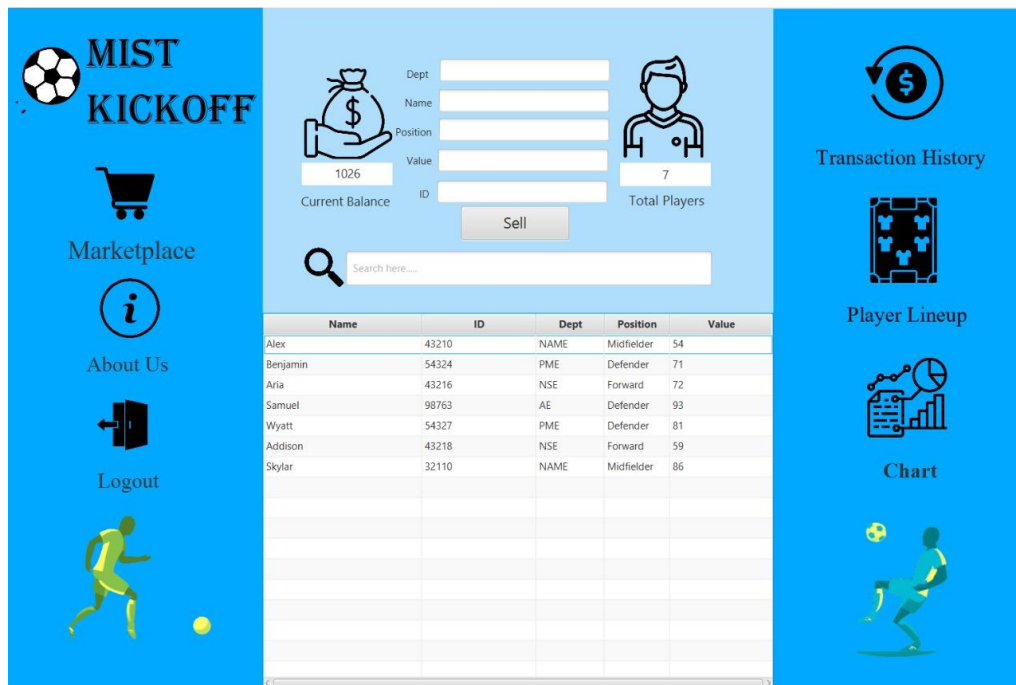 MIST
KICKOFF
Marketplace
About Us
Logout
Dept
Name
Position
Value
ID
$
1026
Current Balance
7
Total Players
Sell
Search here.....
Name ID Dept Position Value
Alex 43210 NAME Midfielder 54
Benjamin 54324 PME Defender 71
Aria 43216 NSE Forward 72
Samuel 98763 AE Defender 93
Wyatt 54327 PME Defender 81
Addison 43218 NSE Forward 59
Skylar 32110 NAME Midfielder 86
$
Transaction History
Player Lineup
Chart